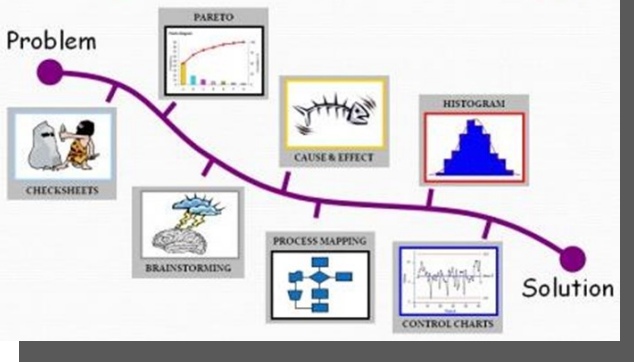 Problem
PARETO
CHECKSHEETS
BRAINSTORMING
CAUSE & EFFECT
PROCESS MAPPING
HISTOGRAM
CONTROL CHARTS
Solution